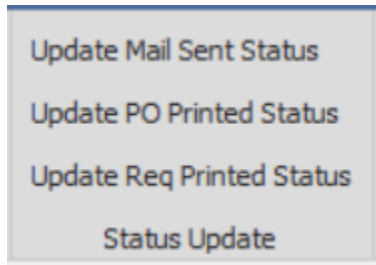 Update Mail Sent Status
Update PO Printed Status
Update Req Printed Status
Status Update